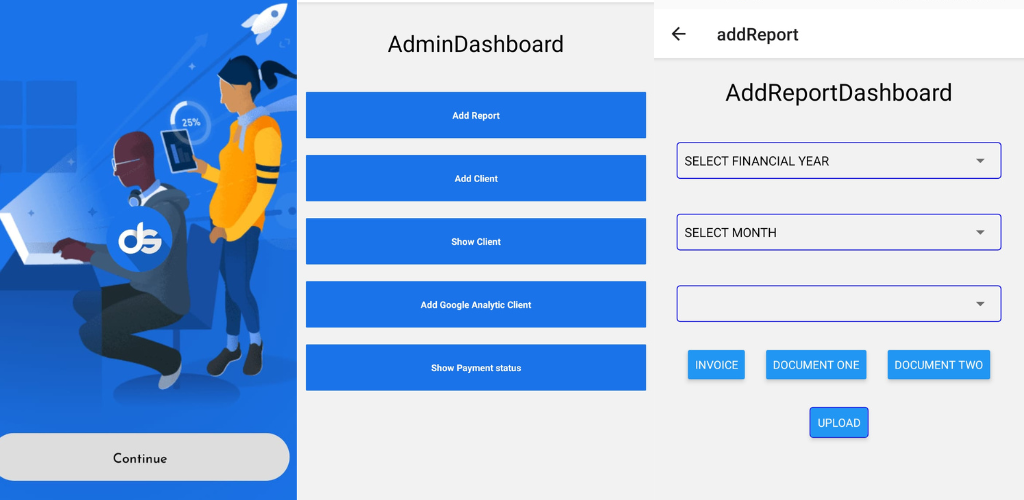 25%
ds
Continue
AdminDashboard
Add Report
Add Client
Show Client
Add Google Analytic Client
Show Payment status
addReport
AddReportDashboard
SELECT FINANCIAL YEAR
SELECT MONTH
INVOICE
DOCUMENT ONE
DOCUMENT TWO
UPLOAD